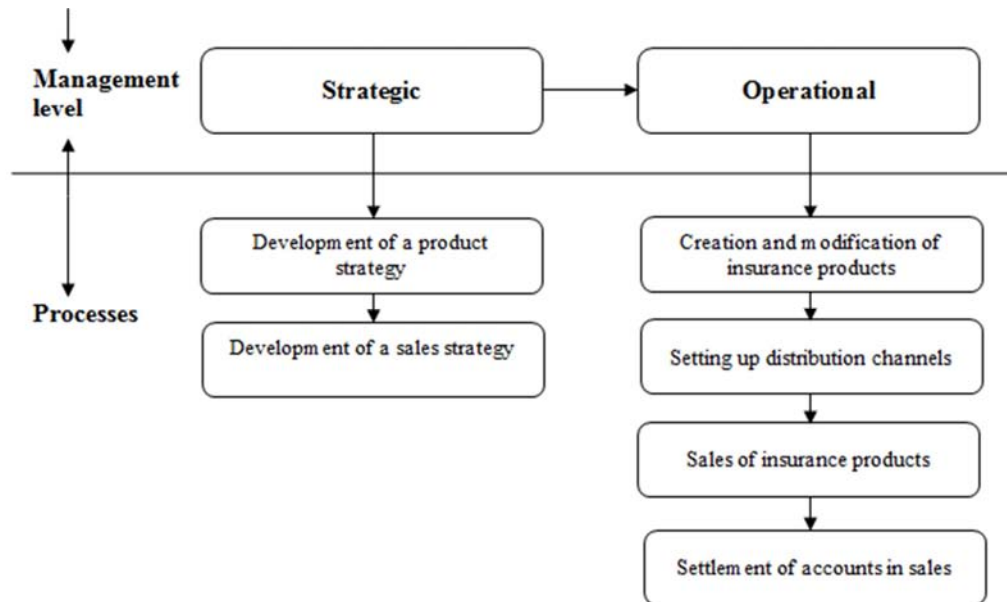 Management
level
Strategic
Operational
Development of a product
strategy
Creation and modification of
insurance products
Processes
Development of a sales strategy
Setting up distribution channels
Sales of insurance products
Settlement of accounts in sales